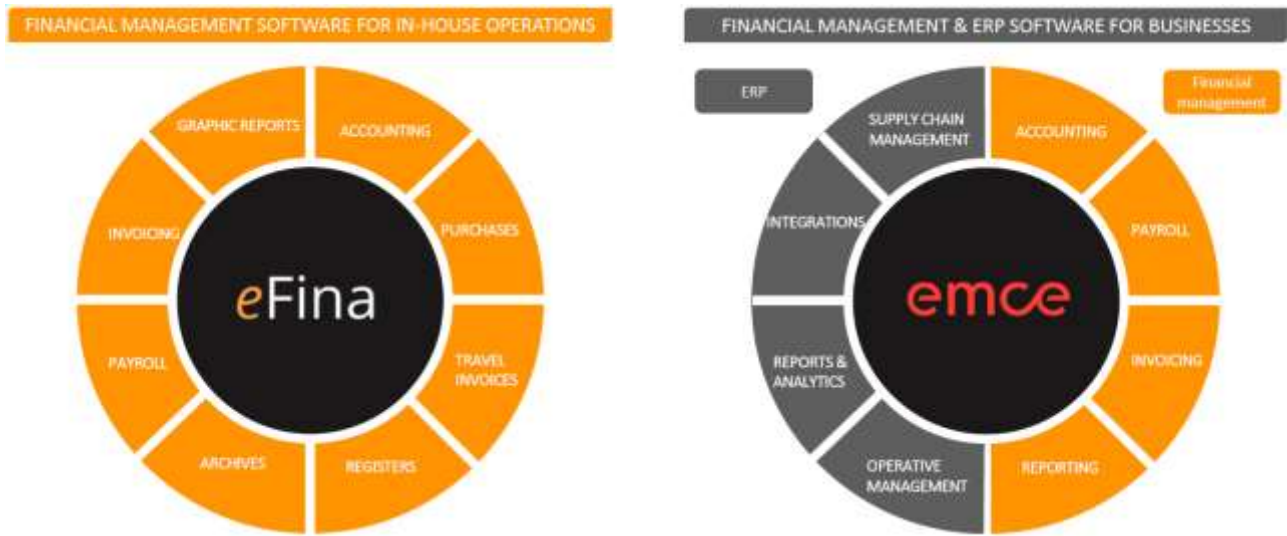 FINANCIAL MANAGEMENT SOFTWARE FOR IN-HOUSE OPERATIONS
GRAPHIC REPORTS
ACCOUNTING
INVOICING
PURCHASES
eFina
PAYROLL
TRAVEL
INVOICES
ARCHIVES
REGISTERS
FINANCIAL MANAGEMENT & ERP SOFTWARE FOR BUSINESSES
ERP
Financial
management
SUPPLY CHAIN
MANAGEMENT
ACCOUNTING
INTEGRATIONS
PAYROLL
emce
REPORTS &
ANALYTICS
INVOICING
OPERATIVE
MANAGEMENT
REPORTING